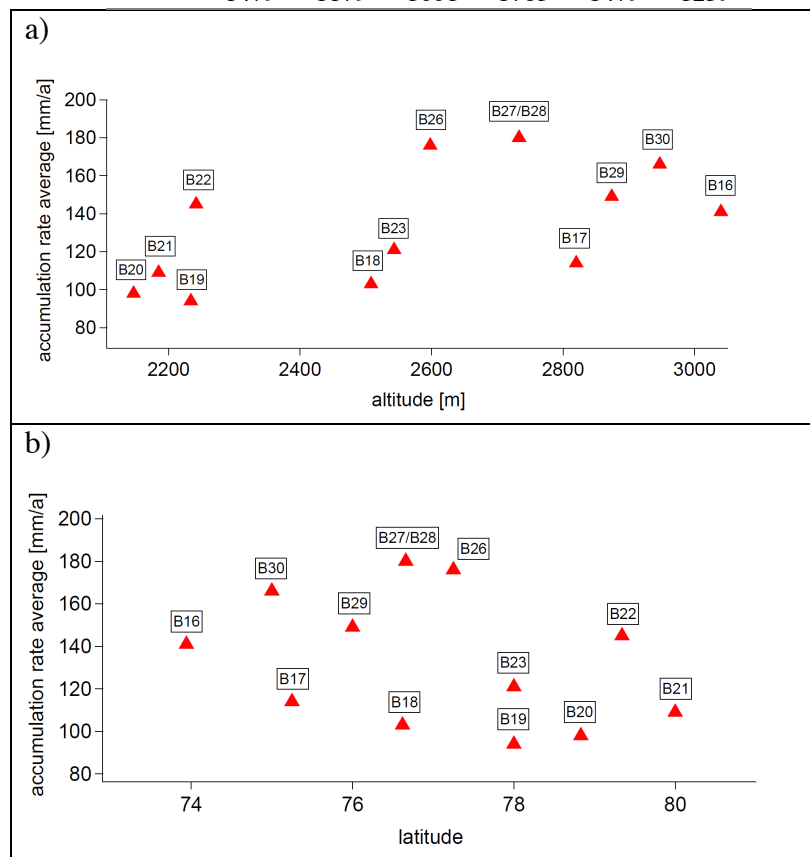 a)
accumulation rate average [mm/a]
200
180
160
140
120
100
80
B26
B27/B28
B30
B29
B22
B16
B23
B17
B21
B18
B20
B19
2200
2400
2600
2800
3000
altitude [m]
b)
accumulation rate average [mm/a]
200
180
160
140
120
100
80
B27/B28
B26
B30
B29
B22
B16
B23
B17
B21
B18
B20
B19
74
76
78
80
latitude